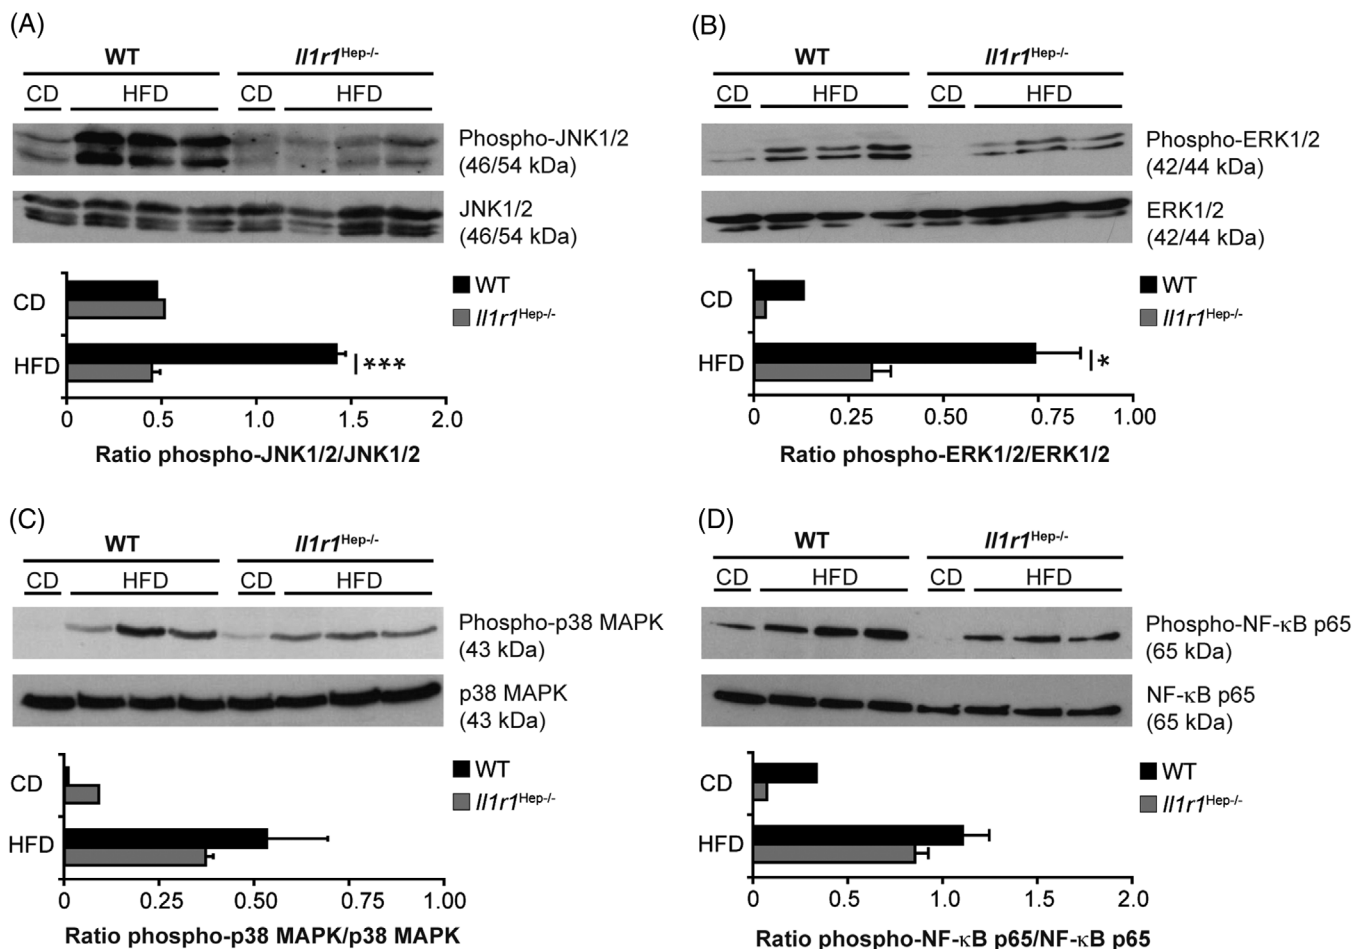 (A)
WT Il1r1Hep-/-
CD HFD CD HFD
Phospho-JNK1/2
(46/54 kDa)
JNK1/2
(46/54 kDa)
CD
HFD
WT
Il1r1Hep-/-
***
0 0.5 1.0 1.5 2.0
Ratio phospho-JNK1/2/JNK1/2
(B)
WT Il1r1Hep-/-
CD HFD CD HFD
Phospho-ERK1/2
(42/44 kDa)
ERK1/2
(42/44 kDa)
CD
HFD
WT
Il1r1Hep-/-
*
0 0.25 0.50 0.75 1.00
Ratio phospho-ERK1/2/ERK1/2
(C)
WT Il1r1Hep-/-
CD HFD CD HFD
Phospho-p38 MAPK
(43 kDa)
p38 MAPK
(43 kDa)
CD
HFD
WT
Il1r1Hep-/-
0 0.25 0.50 0.75 1.00
Ratio phospho-p38 MAPK/p38 MAPK
(D)
WT Il1r1Hep-/-
CD HFD CD HFD
Phospho-NF-κB p65
(65 kDa)
NF-κB p65
(65 kDa)
CD
HFD
WT
Il1r1Hep-/-
0 0.5 1.0 1.5 2.0
Ratio phospho-NF-κB p65/NF-κB p65